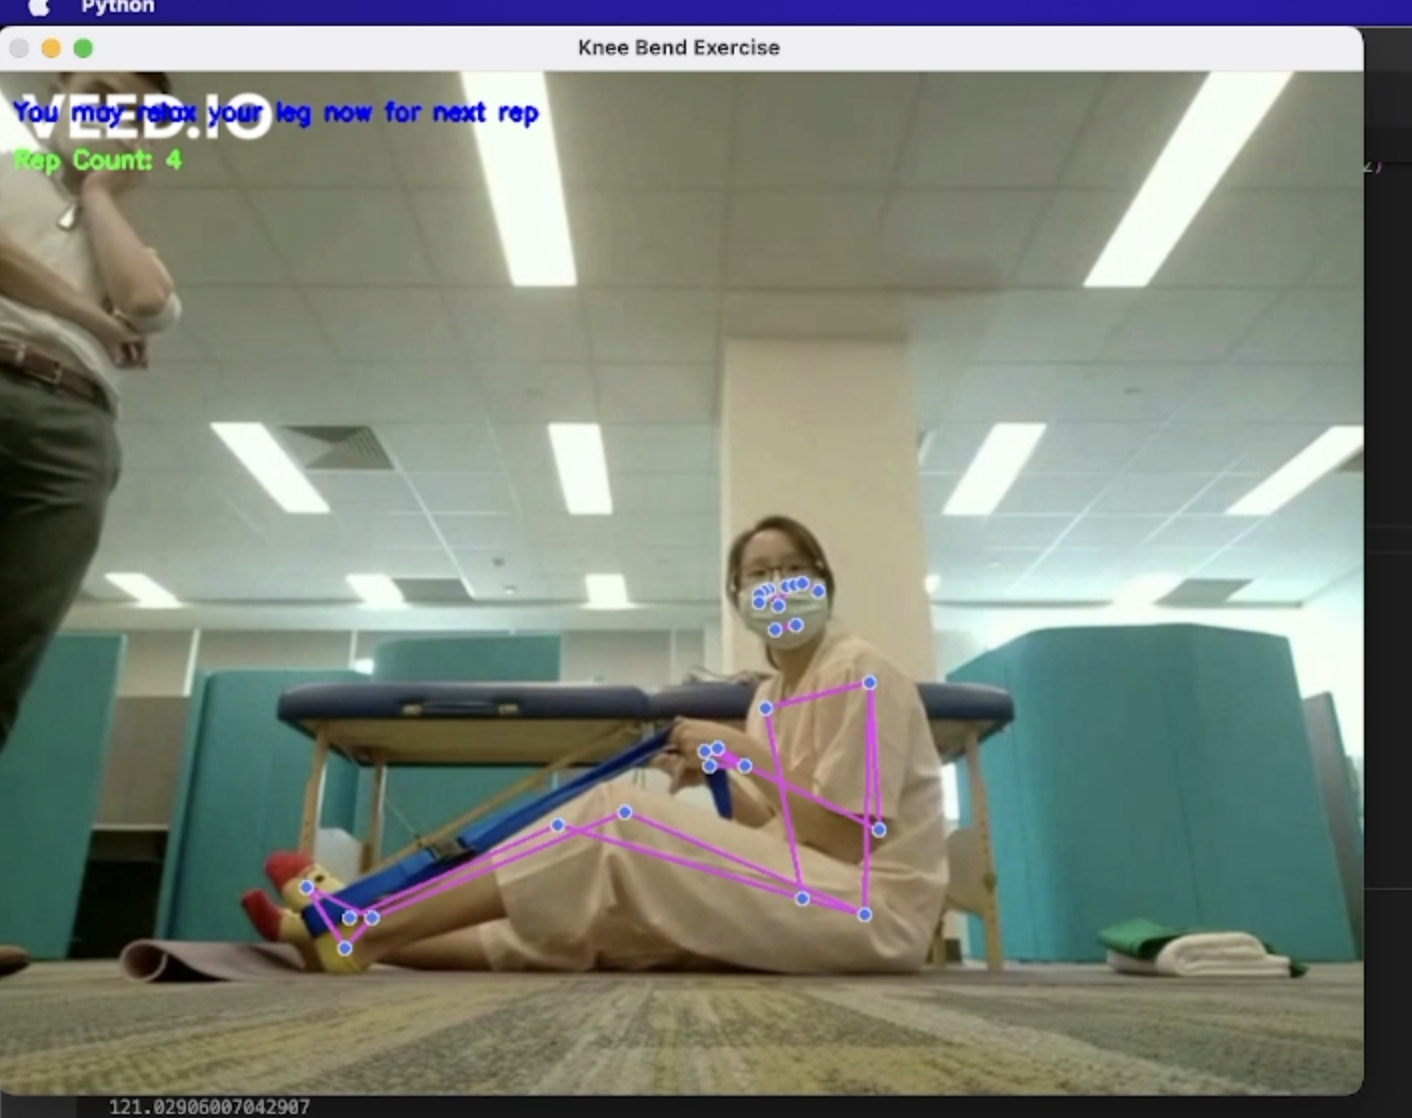 Python
Knee Bend Exercise
VEED.IO
You may relax your leg now for next rep
Rep Count: 4
121.02906007042907